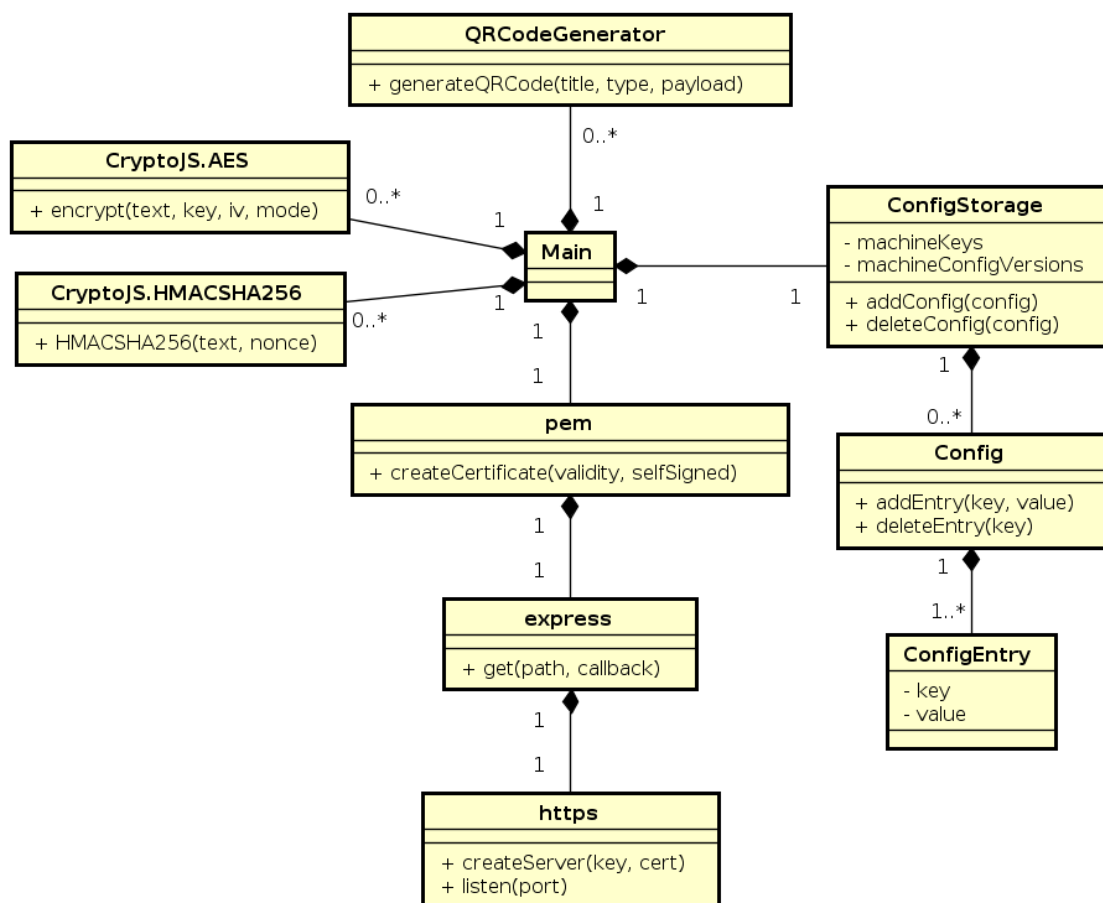 QRCodeGenerator
+ generateQRCode(title, type, payload)
0..*
1
CryptoJS.AES
+ encrypt(text, key, iv, mode)
0..*
1
CryptoJS.HMACSHA256
+ HMACSHA256(text, nonce)
0..*
1
Main
1
1
ConfigStorage
- machineKeys
- machineConfigVersions
+ addConfig(config)
+ deleteConfig(config)
1
0..*
Config
+ addEntry(key, value)
+ deleteEntry(key)
1
1..*
ConfigEntry
- key
- value
1
1
pem
+ createCertificate(validity, selfSigned)
1
1
express
+ get(path, callback)
1
1
https
+ createServer(key, cert)
+ listen(port)